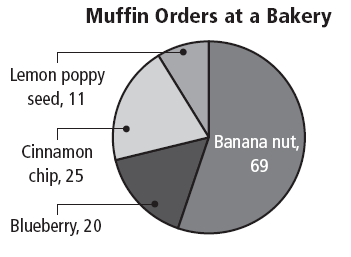 Muffin Orders at a Bakery
Lemon poppy
seed, 11
Banana nut,
69
Cinnamon
chip, 25
Blueberry, 20